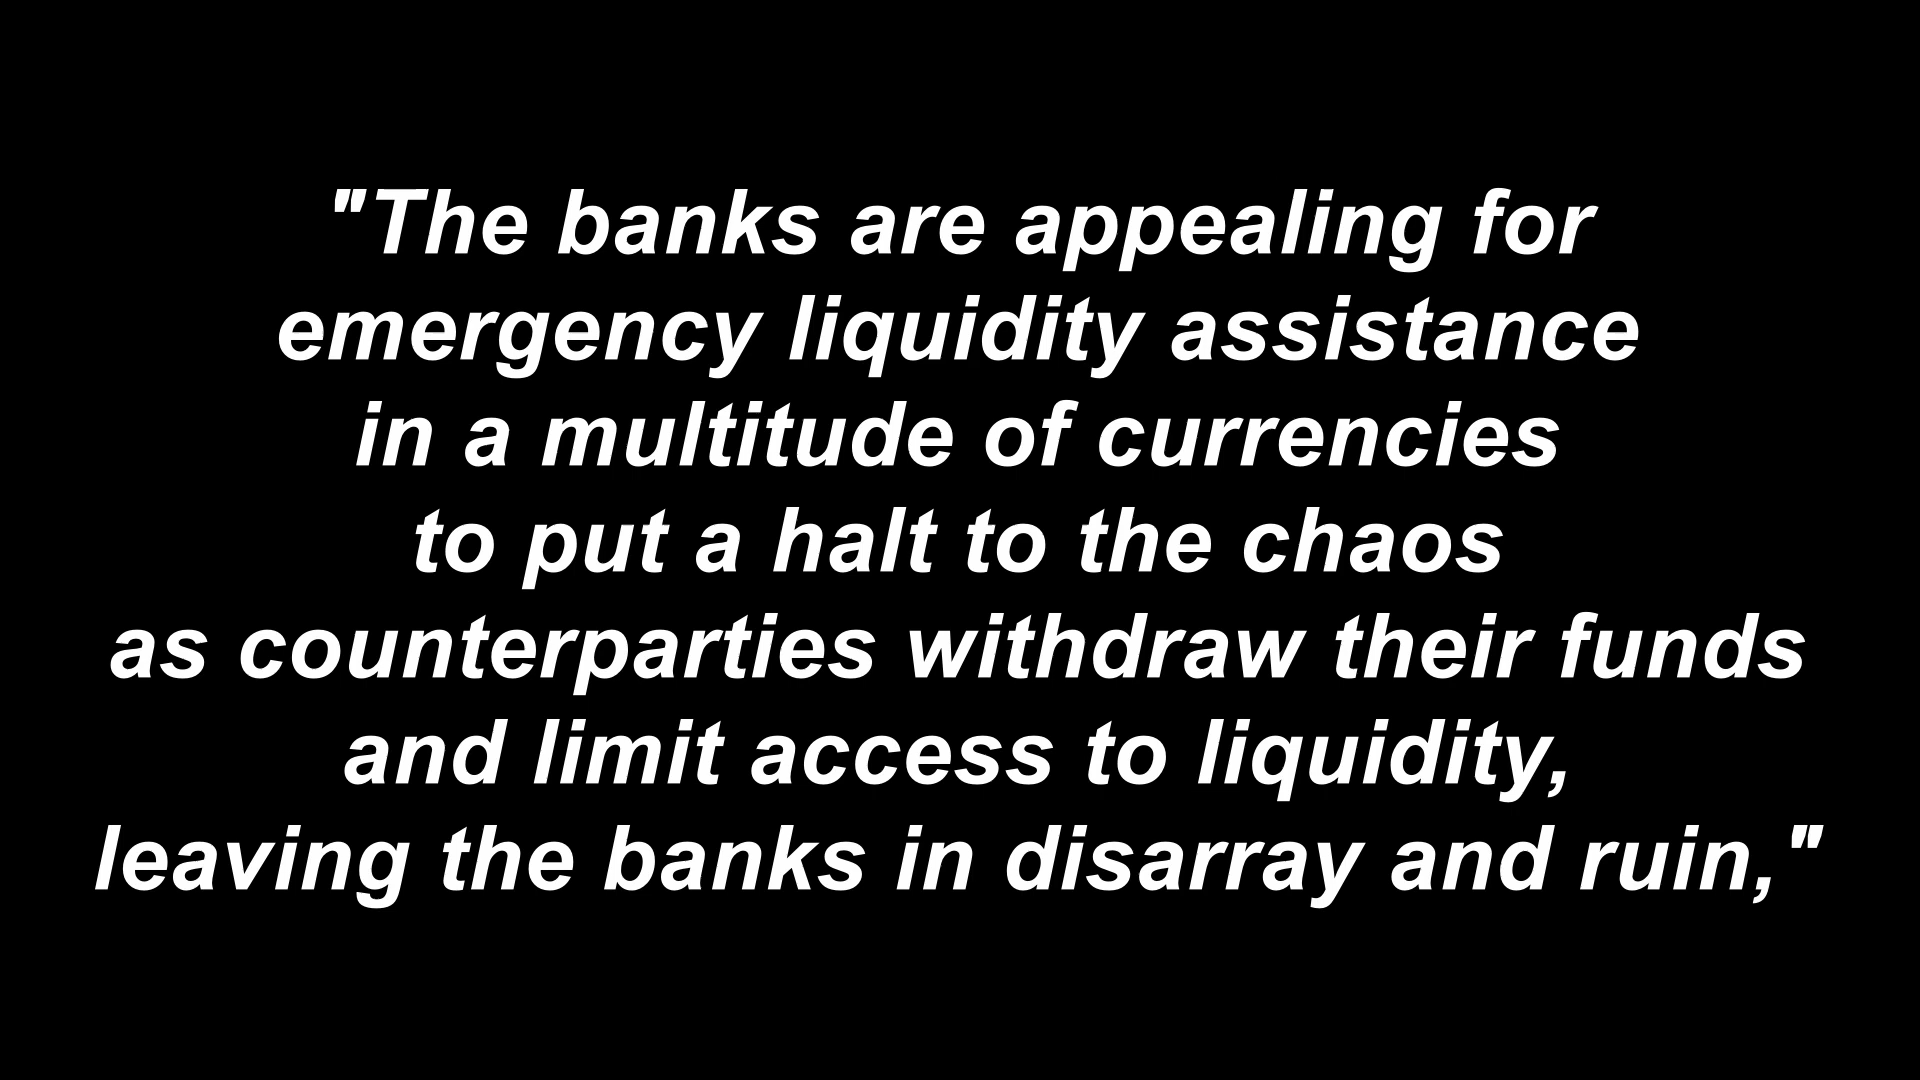 "The banks are appealing for
emergency liquidity assistance
in a multitude of currencies
to put a halt to the chaos
as counterparties withdraw their funds
and limit access to liquidity,
leaving the banks in disarray and ruin,"